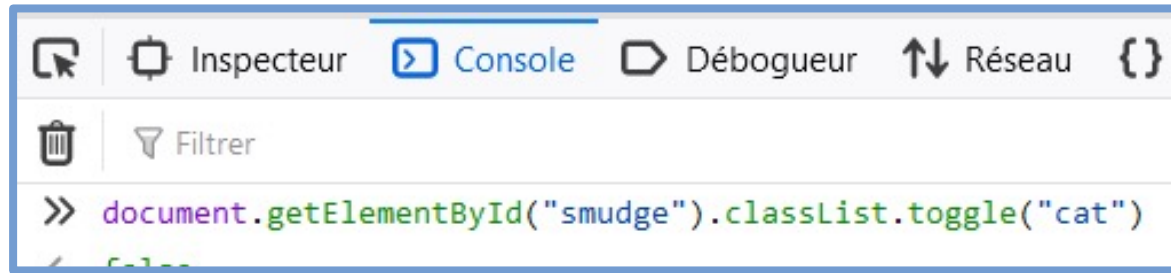 Inspecteur Console Débogueur Réseau {}
Filtrer
» document.getElementById("smudge").classList.toggle("cat")